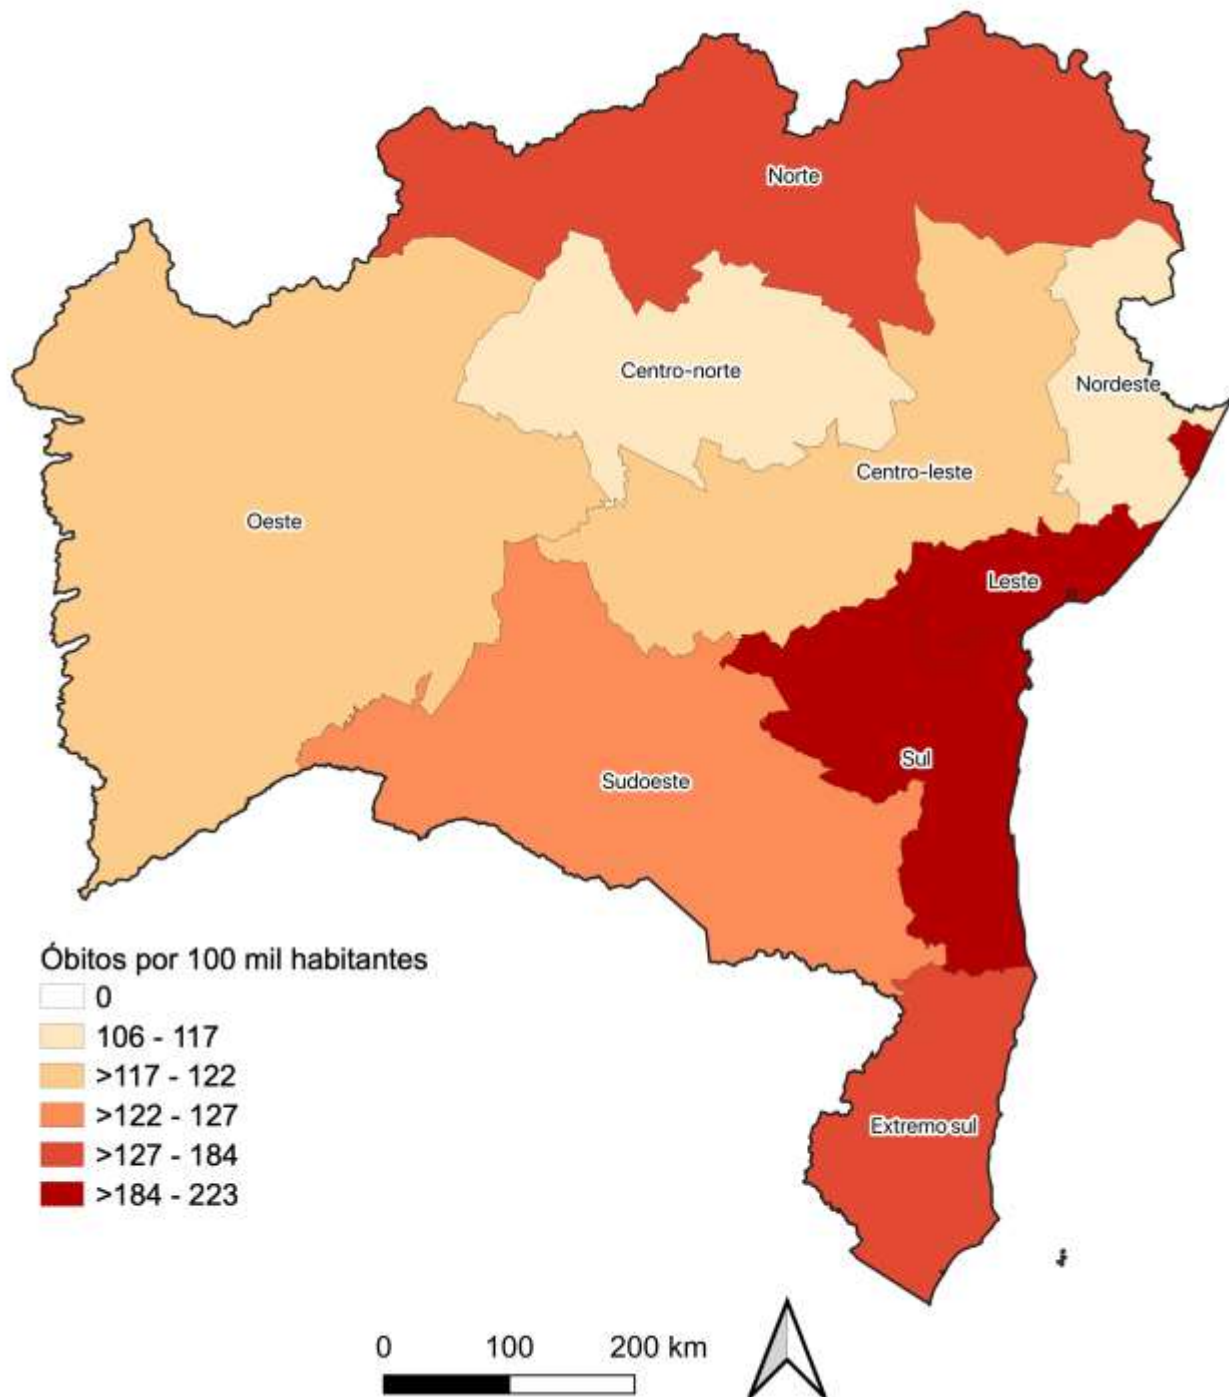 Norte
Centro-norte
Nordeste
Centro-leste
Oeste
Leste
Sul
Sudoeste
Óbitos por 100 mil habitantes
0
106 - 117
>117 - 122
>122 - 127
>127 - 184
>184 - 223
Extremo sul
0 100 200 km